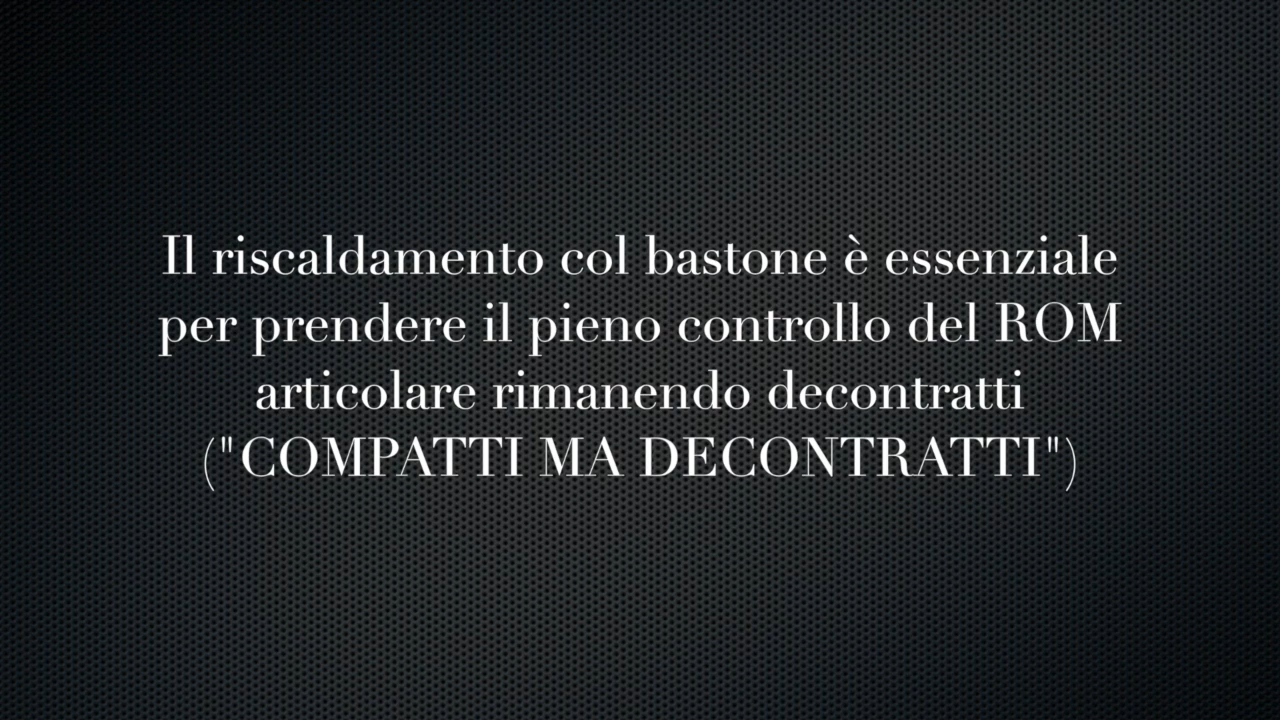 Il riscaldamento col bastone è essenziale
per prendere il pieno controllo del ROM
articolare rimanendo decontratti
("COMPATTI MA DECONTRATTI")